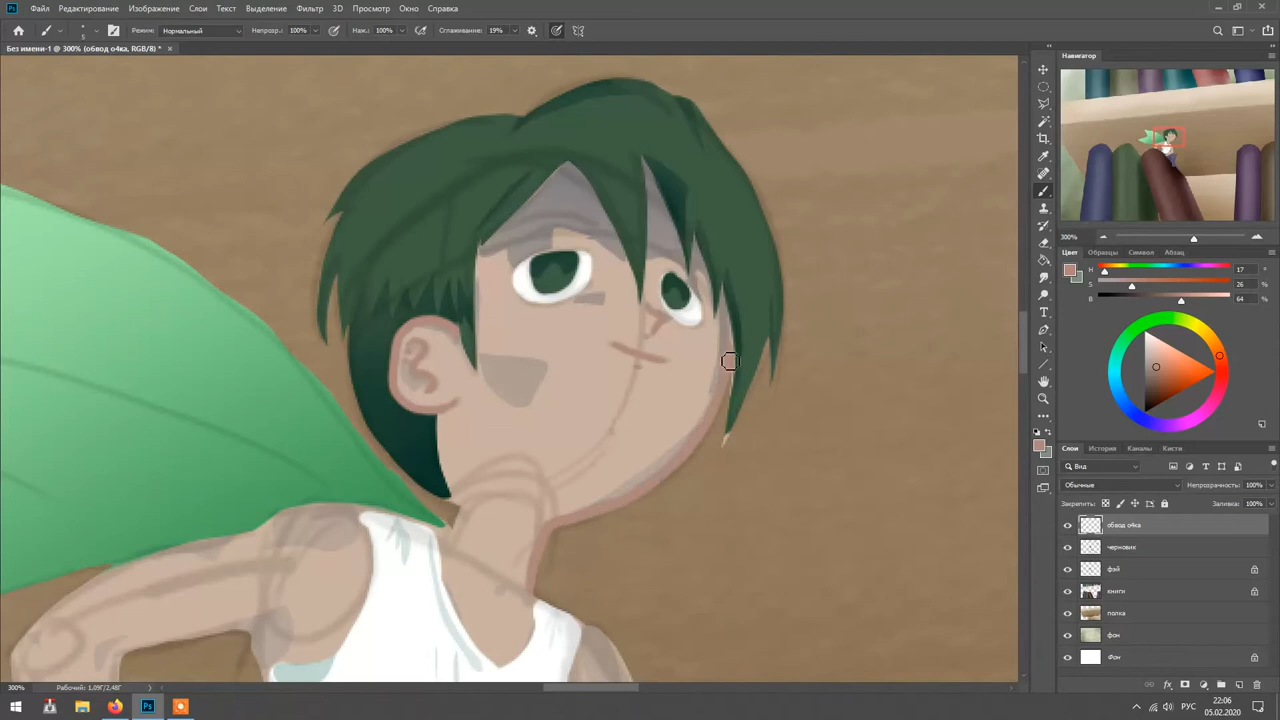 Файл Редактирование Изображение Слои Текст Выделение Фильтр 3D Просмотр Окно Справка
5 Режим: Нормальный Непрозр.: 100% Наж.: 100% Сглаживание: 19%
Без имени-1 @ 300% (обвод о4ка, RGB/8) *
Навигатор
300%
Цвет Образцы История Абзац
H 17
S 26 %
B 64 %
Слои История Каналы Кисти
Вид
Обычные Непрозрачность: 100%
Закрепить: Заливка: 100%
обвод о4ка
черновик
фэй
книги
полка
фон
Фон
300% Рабочий: 1,09Г/2,48Г
Ps РУС 22:06
05.02.2020